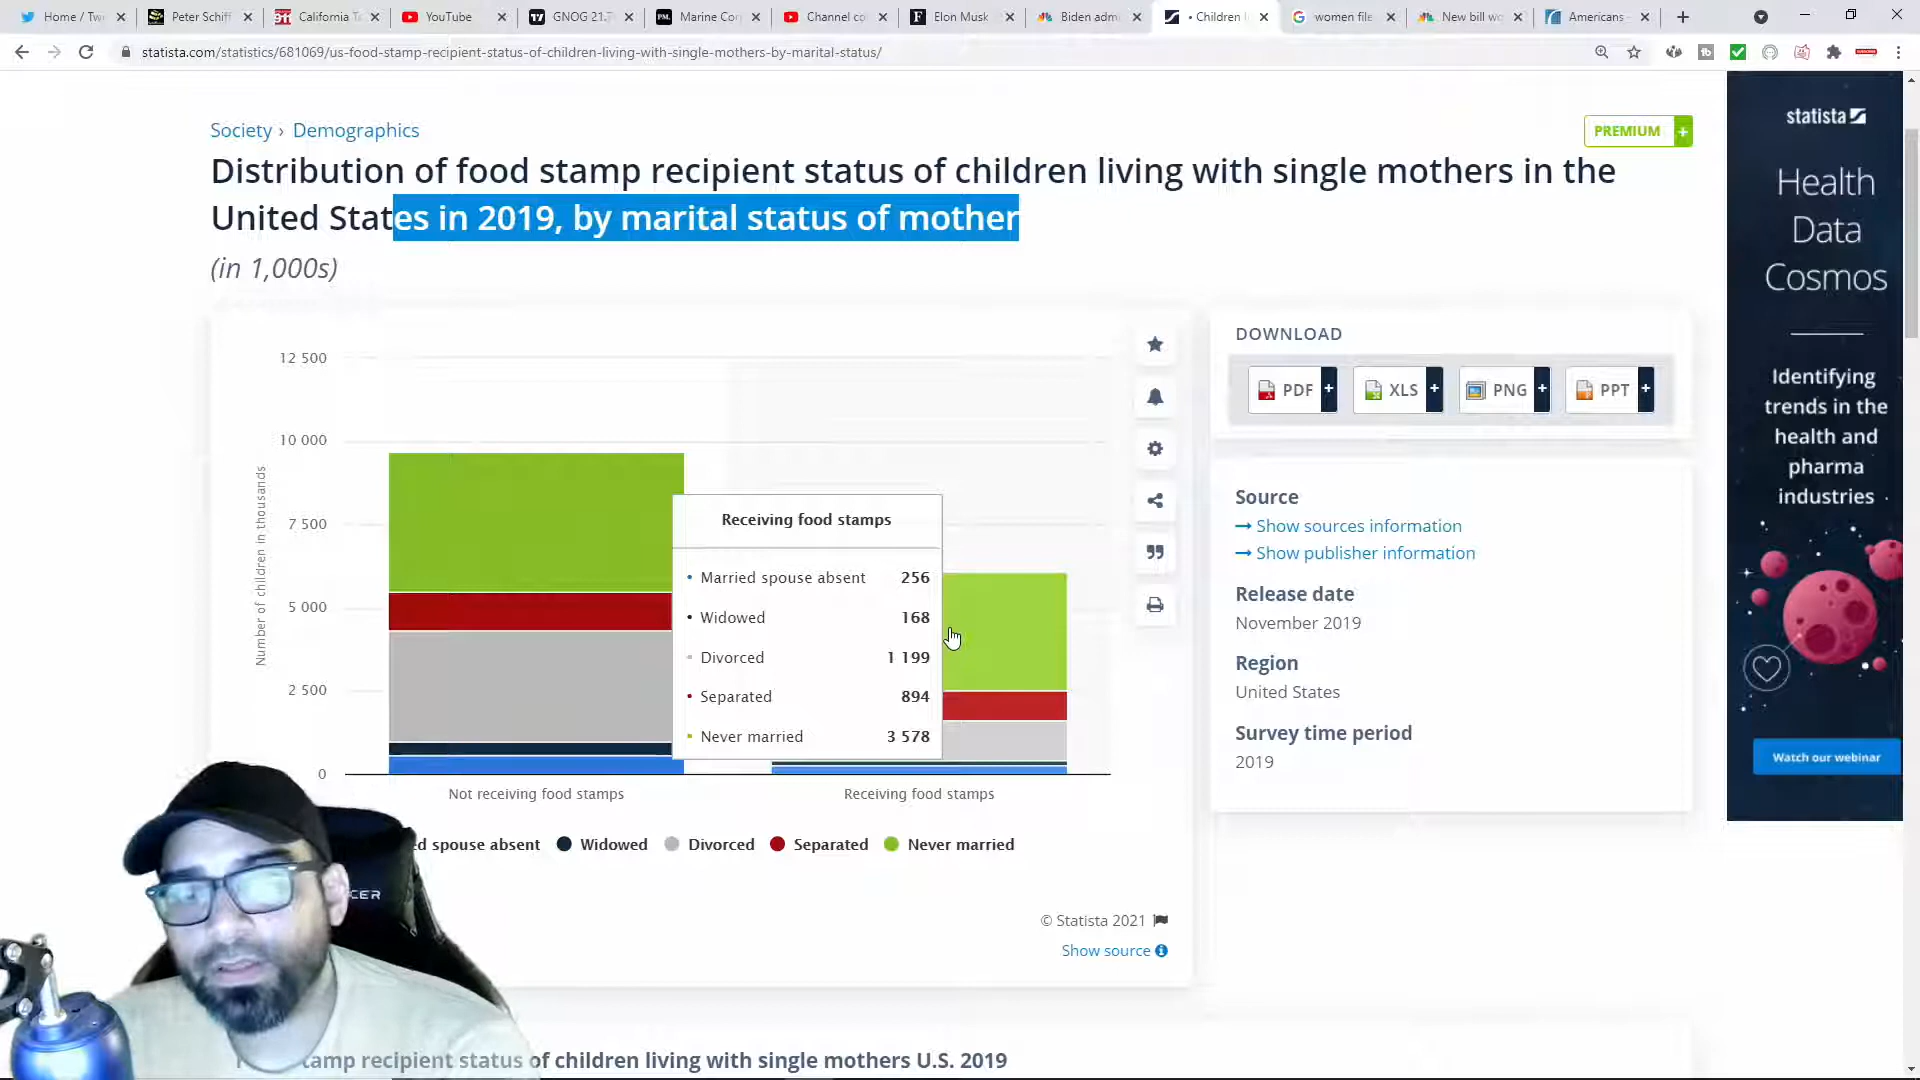 Home / Tw
Peter Schiff
California Ta
YouTube
GNOG 21.7
Marine Cor
Channel co
Elon Musk
Biden adm
• Children l
women file
New bill wo
Americans
statista.com/statistics/681069/us-food-stamp-recipient-status-of-children-living-with-single-mothers-by-marital-status/
Society › Demographics
PREMIUM +
Distribution of food stamp recipient status of children living with single mothers in the
United States in 2019, by marital status of mother
(in 1,000s)
Number of children in thousands
12 500
10 000
7 500
5 000
2 500
0
Receiving food stamps
Married spouse absent 256
Widowed 168
Divorced 1 199
Separated 894
Never married 3 578
Not receiving food stamps
Receiving food stamps
ed spouse absent
Widowed
Divorced
Separated
Never married
© Statista 2021
Show source
DOWNLOAD
PDF +
XLS +
PNG +
PPT +
Source
→ Show sources information
→ Show publisher information
Release date
November 2019
Region
United States
Survey time period
2019
statista
Health
Data
Cosmos
Identifying
trends in the
health and
pharma
industries
Watch our webinar
CER
tamp recipient status of children living with single mothers U.S. 2019